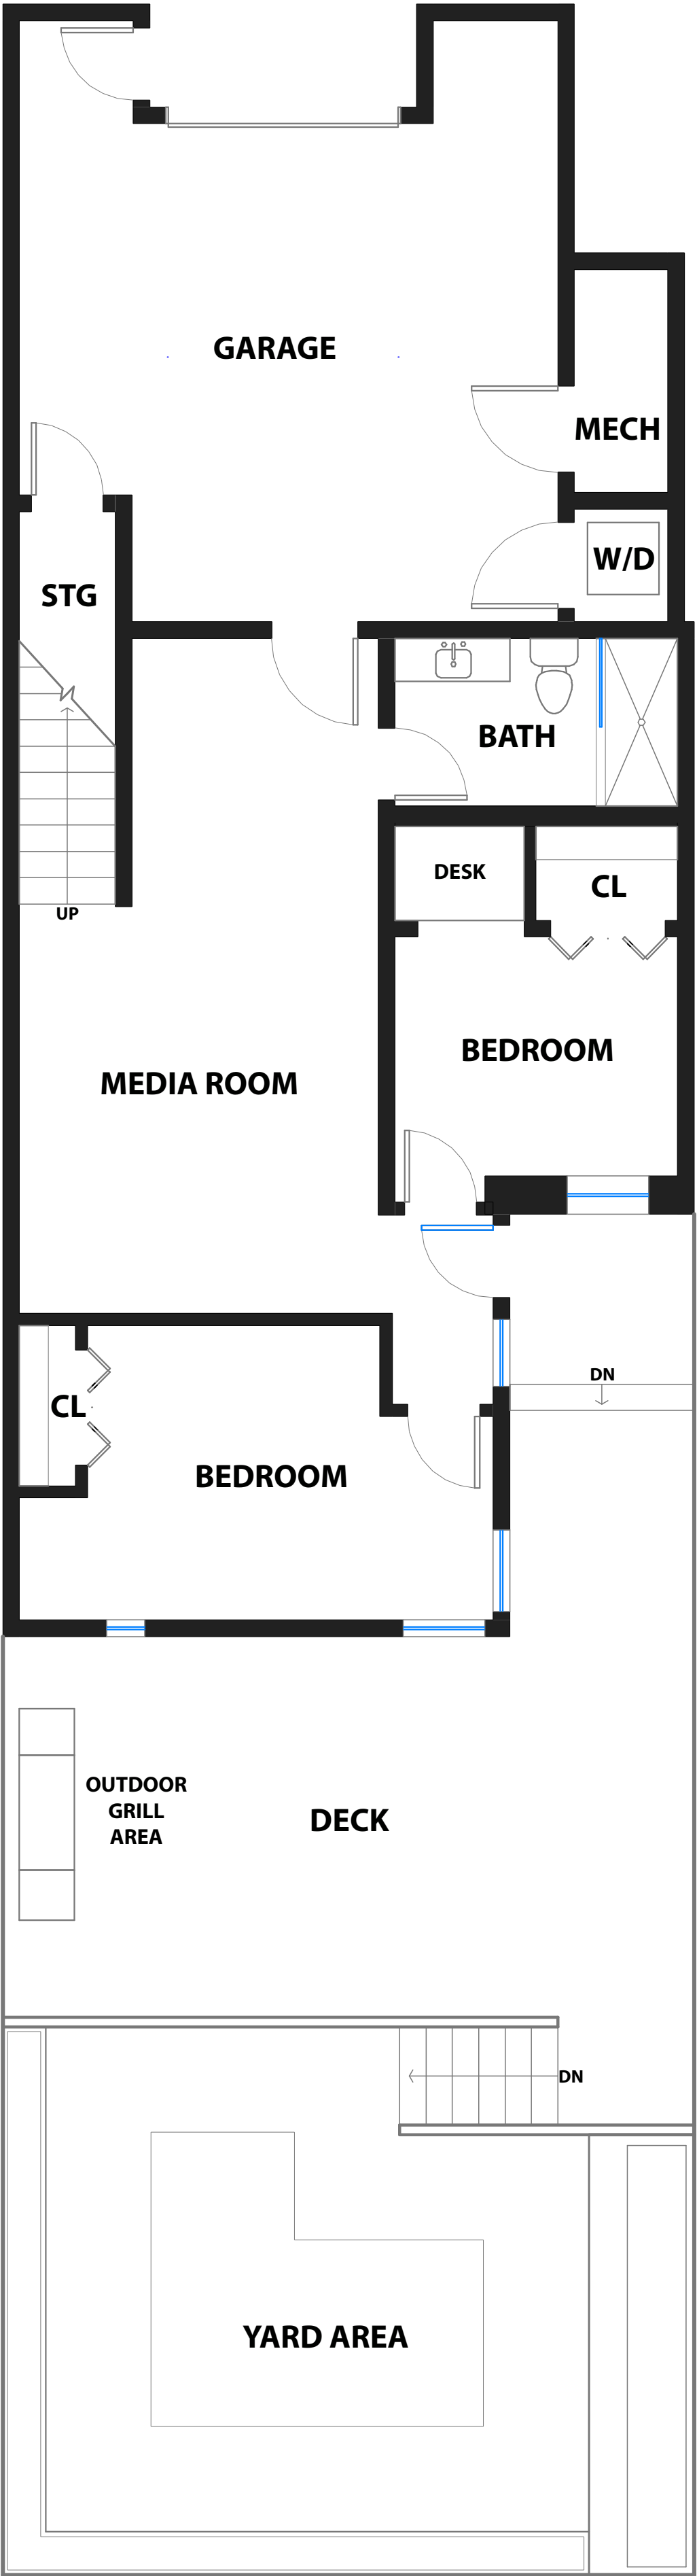 GARAGE
MECH
W/D
STG
BATH
DESK
CL
UP
BEDROOM
MEDIA ROOM
DN
CL
BEDROOM
OUTDOOR
GRILL
AREA
DECK
DN
YARD AREA